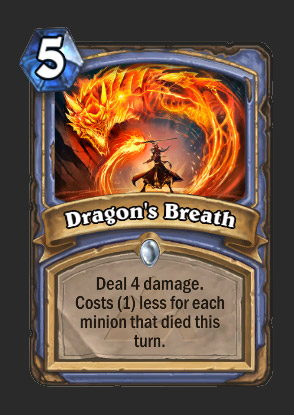 5
Dragon's Breath
Deal 4 damage.
Costs (1) less for each
minion that died this
turn.